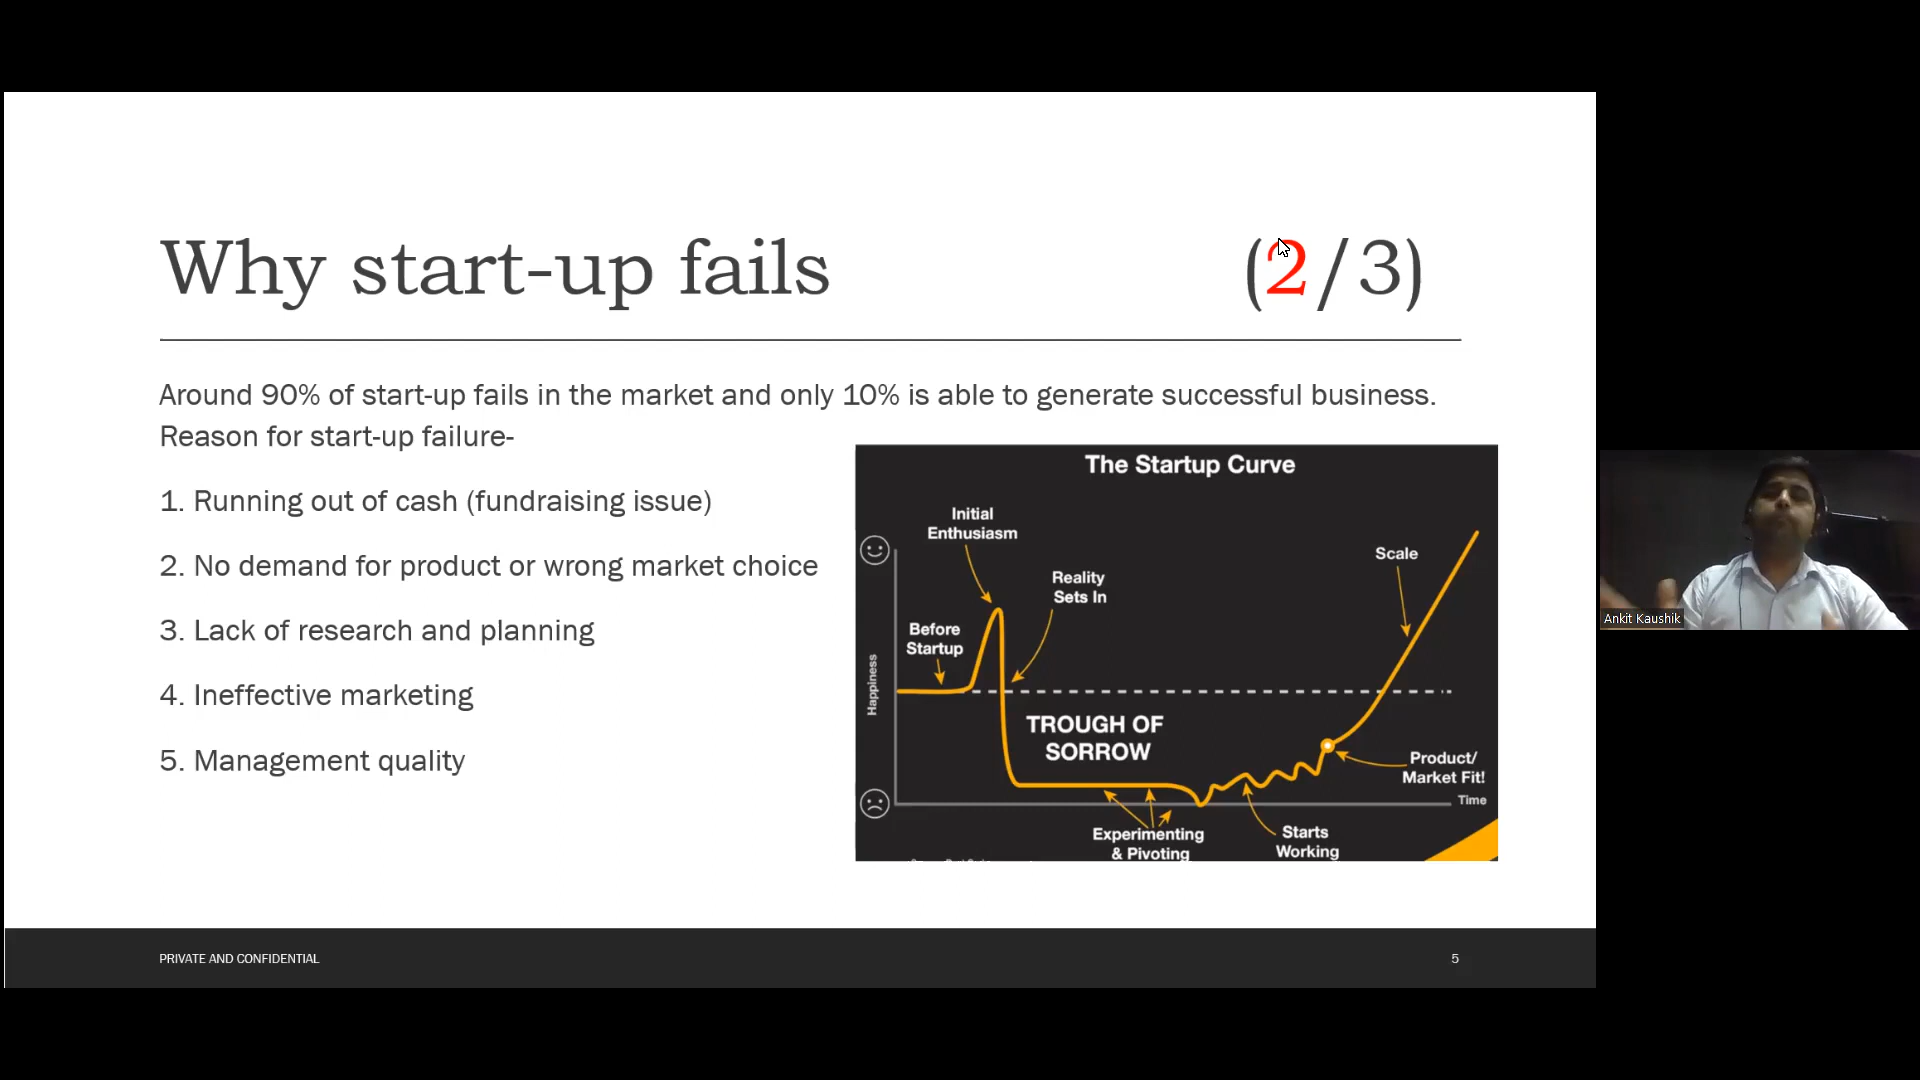 Why start-up fails (2/3)
Around 90% of start-up fails in the market and only 10% is able to generate successful business.
Reason for start-up failure-
1. Running out of cash (fundraising issue)
2. No demand for product or wrong market choice
3. Lack of research and planning
4. Ineffective marketing
5. Management quality
The Startup Curve
Initial
Enthusiasm
Reality
Sets In
Before
Startup
Scale
Happiness
TROUGH OF
SORROW
Product/
Market Fit!
Time
Experimenting
& Pivoting
Starts
Working
PRIVATE AND CONFIDENTIAL
5
Ankit Kaushik